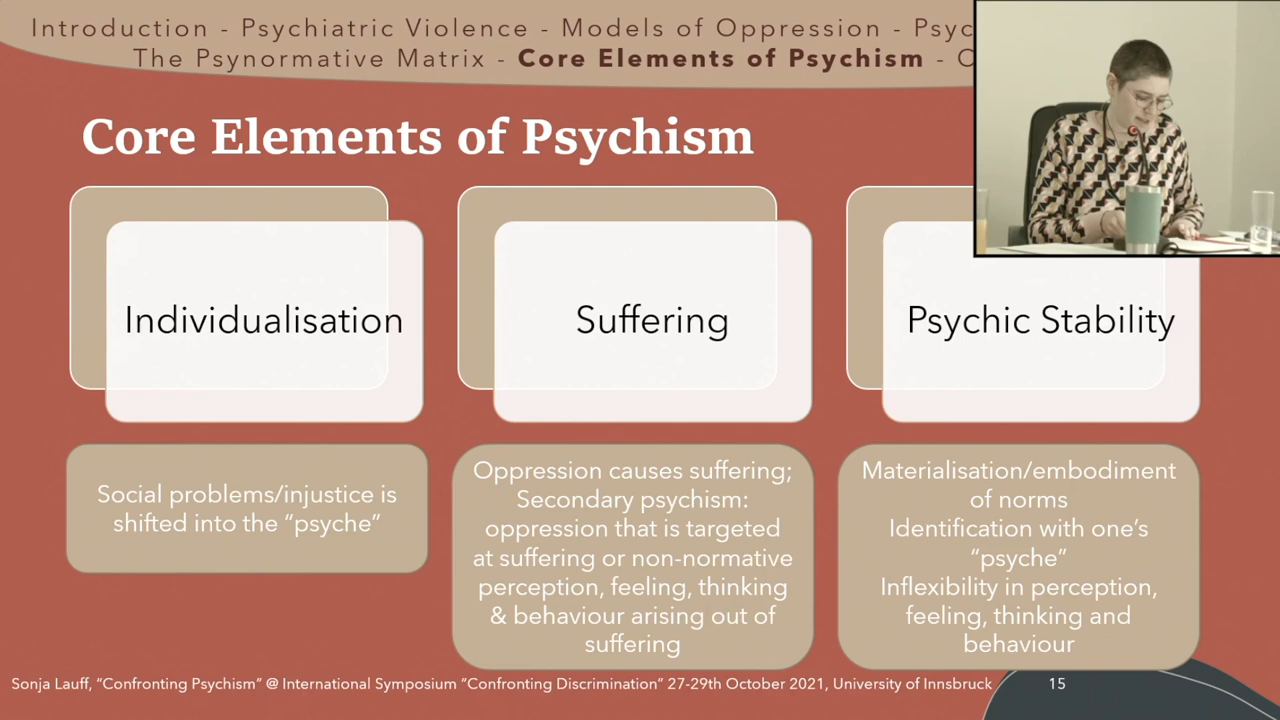 Introduction - Psychiatric Violence - Models of Oppression -
The Psynormative Matrix - Core Elements of Psychism -
Core Elements of Psychism
Individualisation
Suffering
Psychic Stability
Social problems/injustice is
shifted into the “psyche”
Oppression causes suffering;
Secondary psychism:
oppression that is targeted
at suffering or non-normative
perception, feeling, thinking
& behaviour arising out of
suffering
Materialisation/embodiment
of norms
Identification with one’s
“psyche”
Inflexibility in perception,
feeling, thinking and
behaviour
Sonja Lauff, “Confronting Psychism” @ International Symposium “Confronting Discrimination” 27-29th October 2021, University of Innsbruck
15